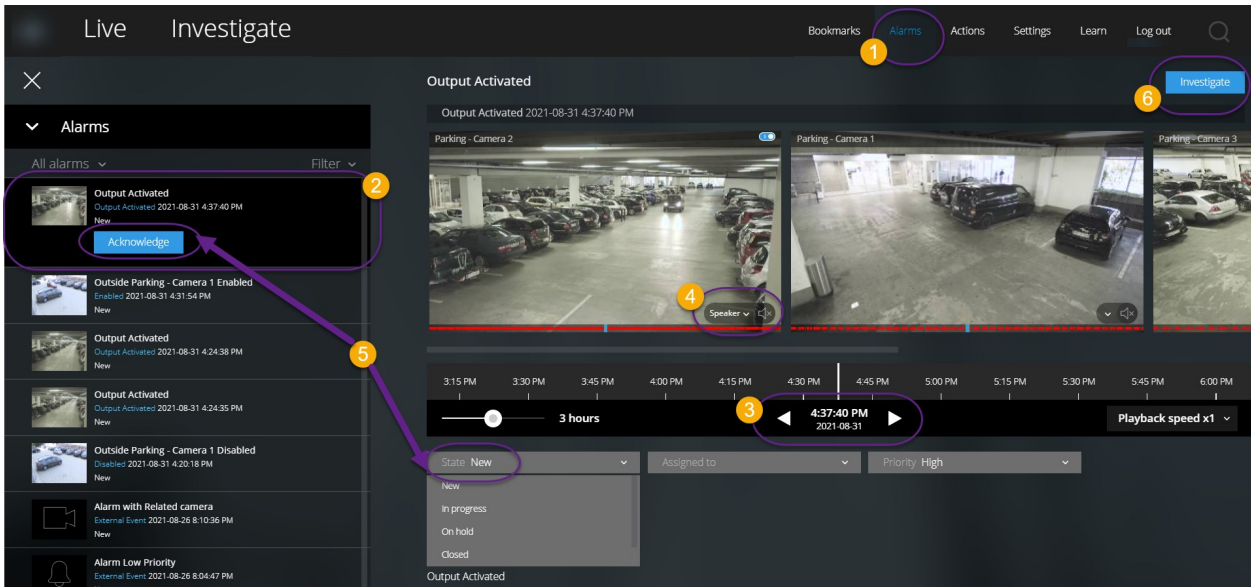 Live Investigate Bookmarks Alarms Actions Settings Learn Log out
1
Output Activated
Investigate
6
Output Activated 2021-08-31 4:37:40 PM
Alarms
All alarms Filter
2
Output Activated
Output Activated 2021-08-31 4:37:40 PM
New
Acknowledge
Outside Parking - Camera 1 Enabled
Enabled 2021-08-31 4:31:54 PM
New
Output Activated
Output Activated 2021-08-31 4:24:38 PM
New
5
Output Activated
Output Activated 2021-08-31 4:24:35 PM
New
Outside Parking - Camera 1 Disabled
Disabled 2021-08-31 4:20:18 PM
New
Alarm with Related camera
External Event 2021-08-26 8:10:36 PM
New
Alarm Low Priority
External Event 2021-08-26 8:04:47 PM
Parking - Camera 2
Parking - Camera 1
Parking - Camera 3
4
Speaker
3:15 PM 3:30 PM 3:45 PM 4:00 PM 4:15 PM 4:30 PM 4:45 PM 5:00 PM 5:15 PM 5:30 PM 5:45 PM 6:00 PM
3 hours
3
4:37:40 PM
2021-08-31
Playback speed x1
State New
Assigned to
Priority High
New
In progress
On hold
Closed
Output Activated